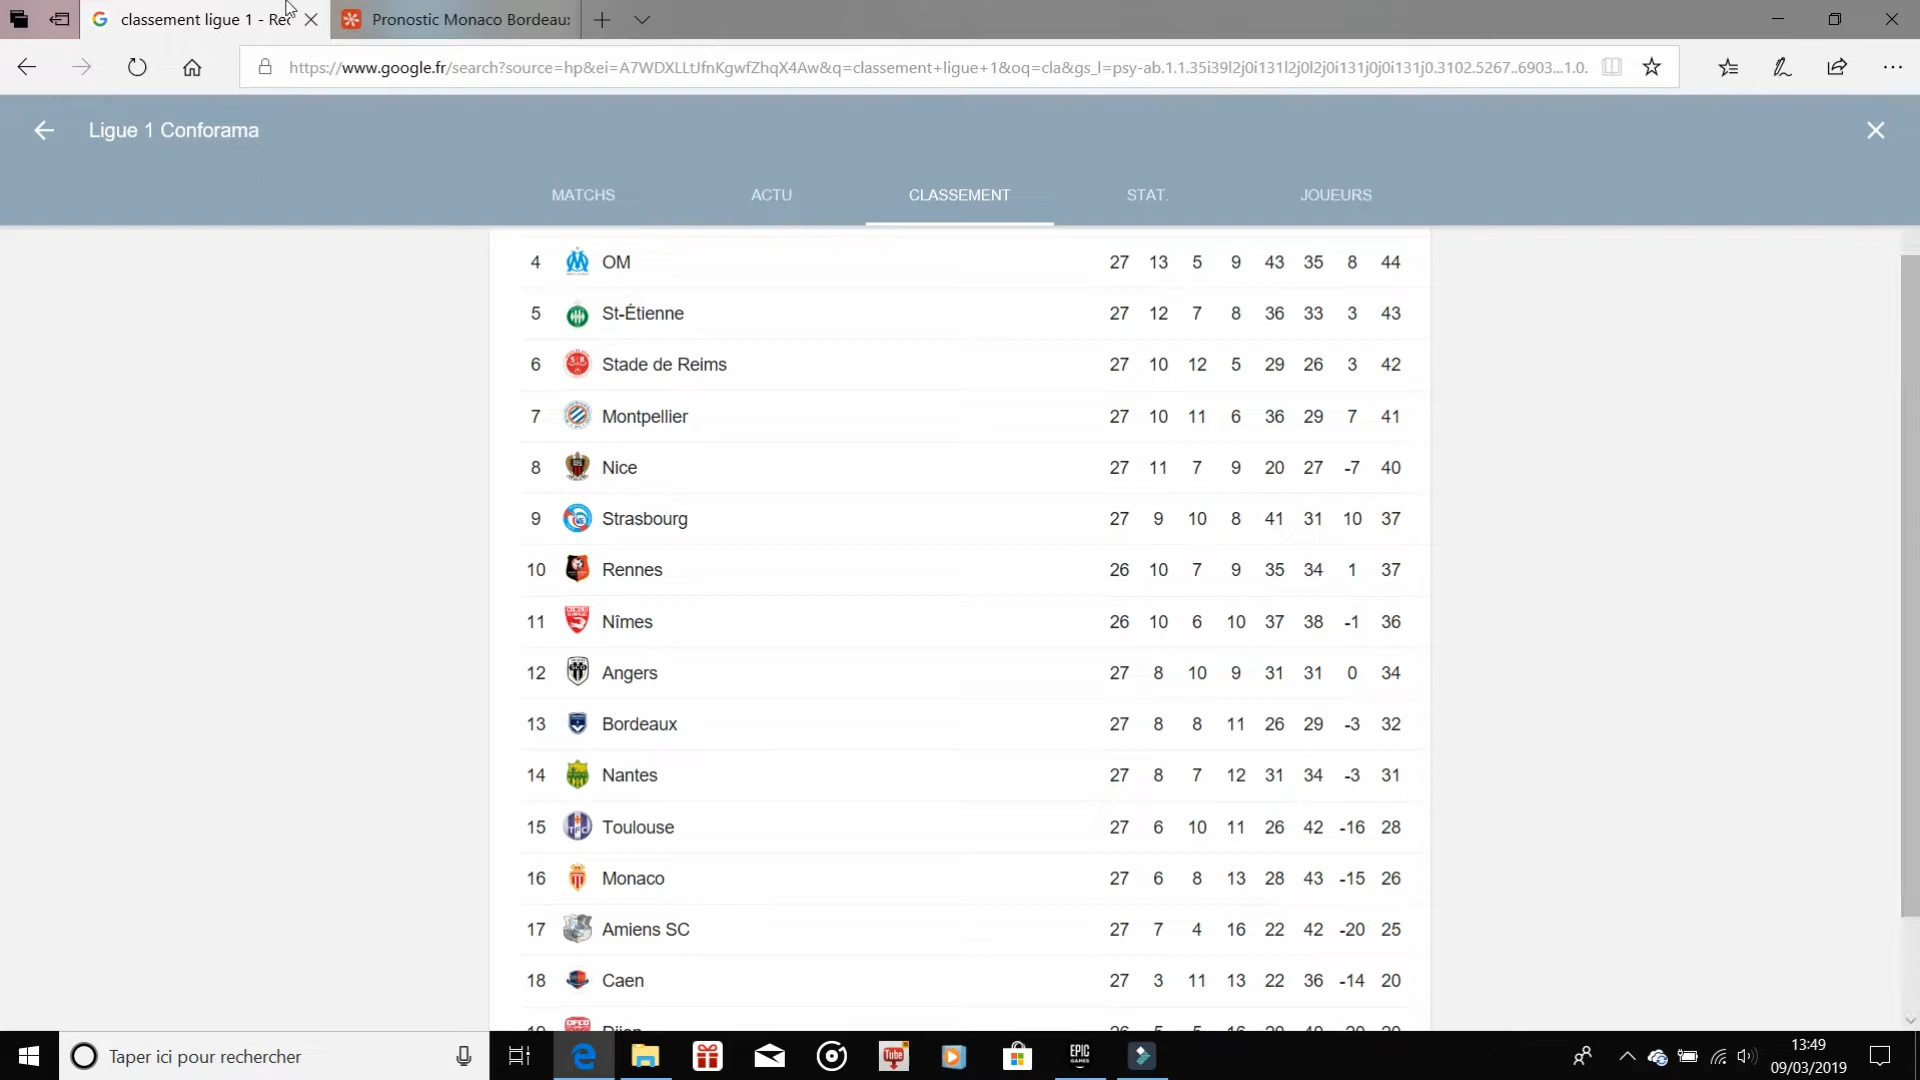 classement ligue 1 - Rec
Pronostic Monaco Bordeaux
https://www.google.fr/search?source=hp&ei=A7WDXLLtJfnKgwfZhqX4Aw&q=classement+ligue+1&oq=cla&gs_l=psy-ab.1.1.35i39l2j0i131l2j0l2j0i131j0j0i131j0.3102.5267..6903...1.0.
Ligue 1 Conforama
MATCHS ACTU CLASSEMENT STAT. JOUEURS
4 OM 27 13 5 9 43 35 8 44
5 St-Étienne 27 12 7 8 36 33 3 43
6 Stade de Reims 27 10 12 5 29 26 3 42
7 Montpellier 27 10 11 6 36 29 7 41
8 Nice 27 11 7 9 20 27 -7 40
9 Strasbourg 27 9 10 8 41 31 10 37
10 Rennes 26 10 7 9 35 34 1 37
11 Nîmes 26 10 6 10 37 38 -1 36
12 Angers 27 8 10 9 31 31 0 34
13 Bordeaux 27 8 8 11 26 29 -3 32
14 Nantes 27 8 7 12 31 34 -3 31
15 Toulouse 27 6 10 11 26 42 -16 28
16 Monaco 27 6 8 13 28 43 -15 26
17 Amiens SC 27 7 4 16 22 42 -20 25
18 Caen 27 3 11 13 22 36 -14 20
Taper ici pour rechercher
Tube
EPIC
GAMES
13:49
09/03/2019